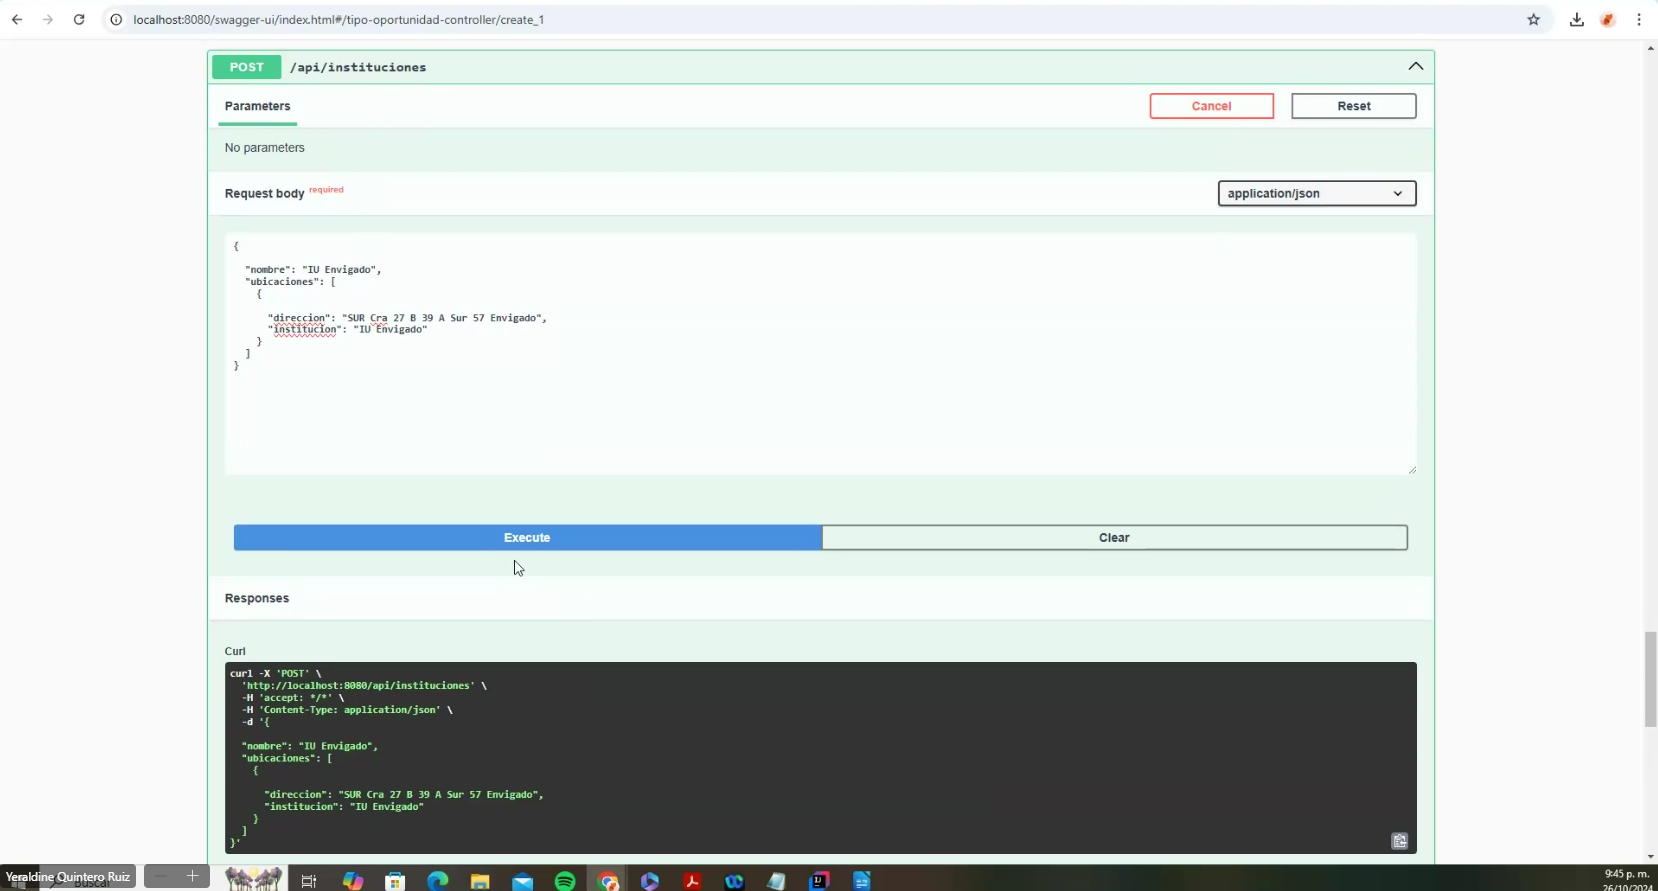 localhost:8080/swagger-ui/index.html#/tipo-oportunidad-controller/create_1
POST /api/instituciones
Parameters
Cancel
Reset
No parameters
Request body required
application/json
{
"nombre": "IU Envigado",
"ubicaciones": [
{
"direccion": "SUR Cra 27 B 39 A Sur 57 Envigado",
"institucion": "IU Envigado"
}
]
}
Execute
Clear
Responses
Curl
curl -X 'POST' \
'http://localhost:8080/api/instituciones' \
-H 'accept: */*' \
-H 'Content-Type: application/json' \
-d '{
"nombre": "IU Envigado",
"ubicaciones": [
{
"direccion": "SUR Cra 27 B 39 A Sur 57 Envigado",
"institucion": "IU Envigado"
}
]
}'
Yeraldine Quintero Ruiz
Buscar
9:45 p. m.
26/10/2024